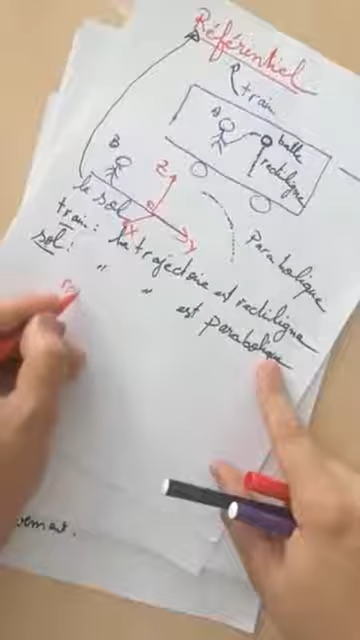 Référentiel
R
train
A
balle
rectiligne
B
Z
le sol
O
X
Y
Parabolique
train : la trajectoire est rectiligne
sol : " " est parabolique